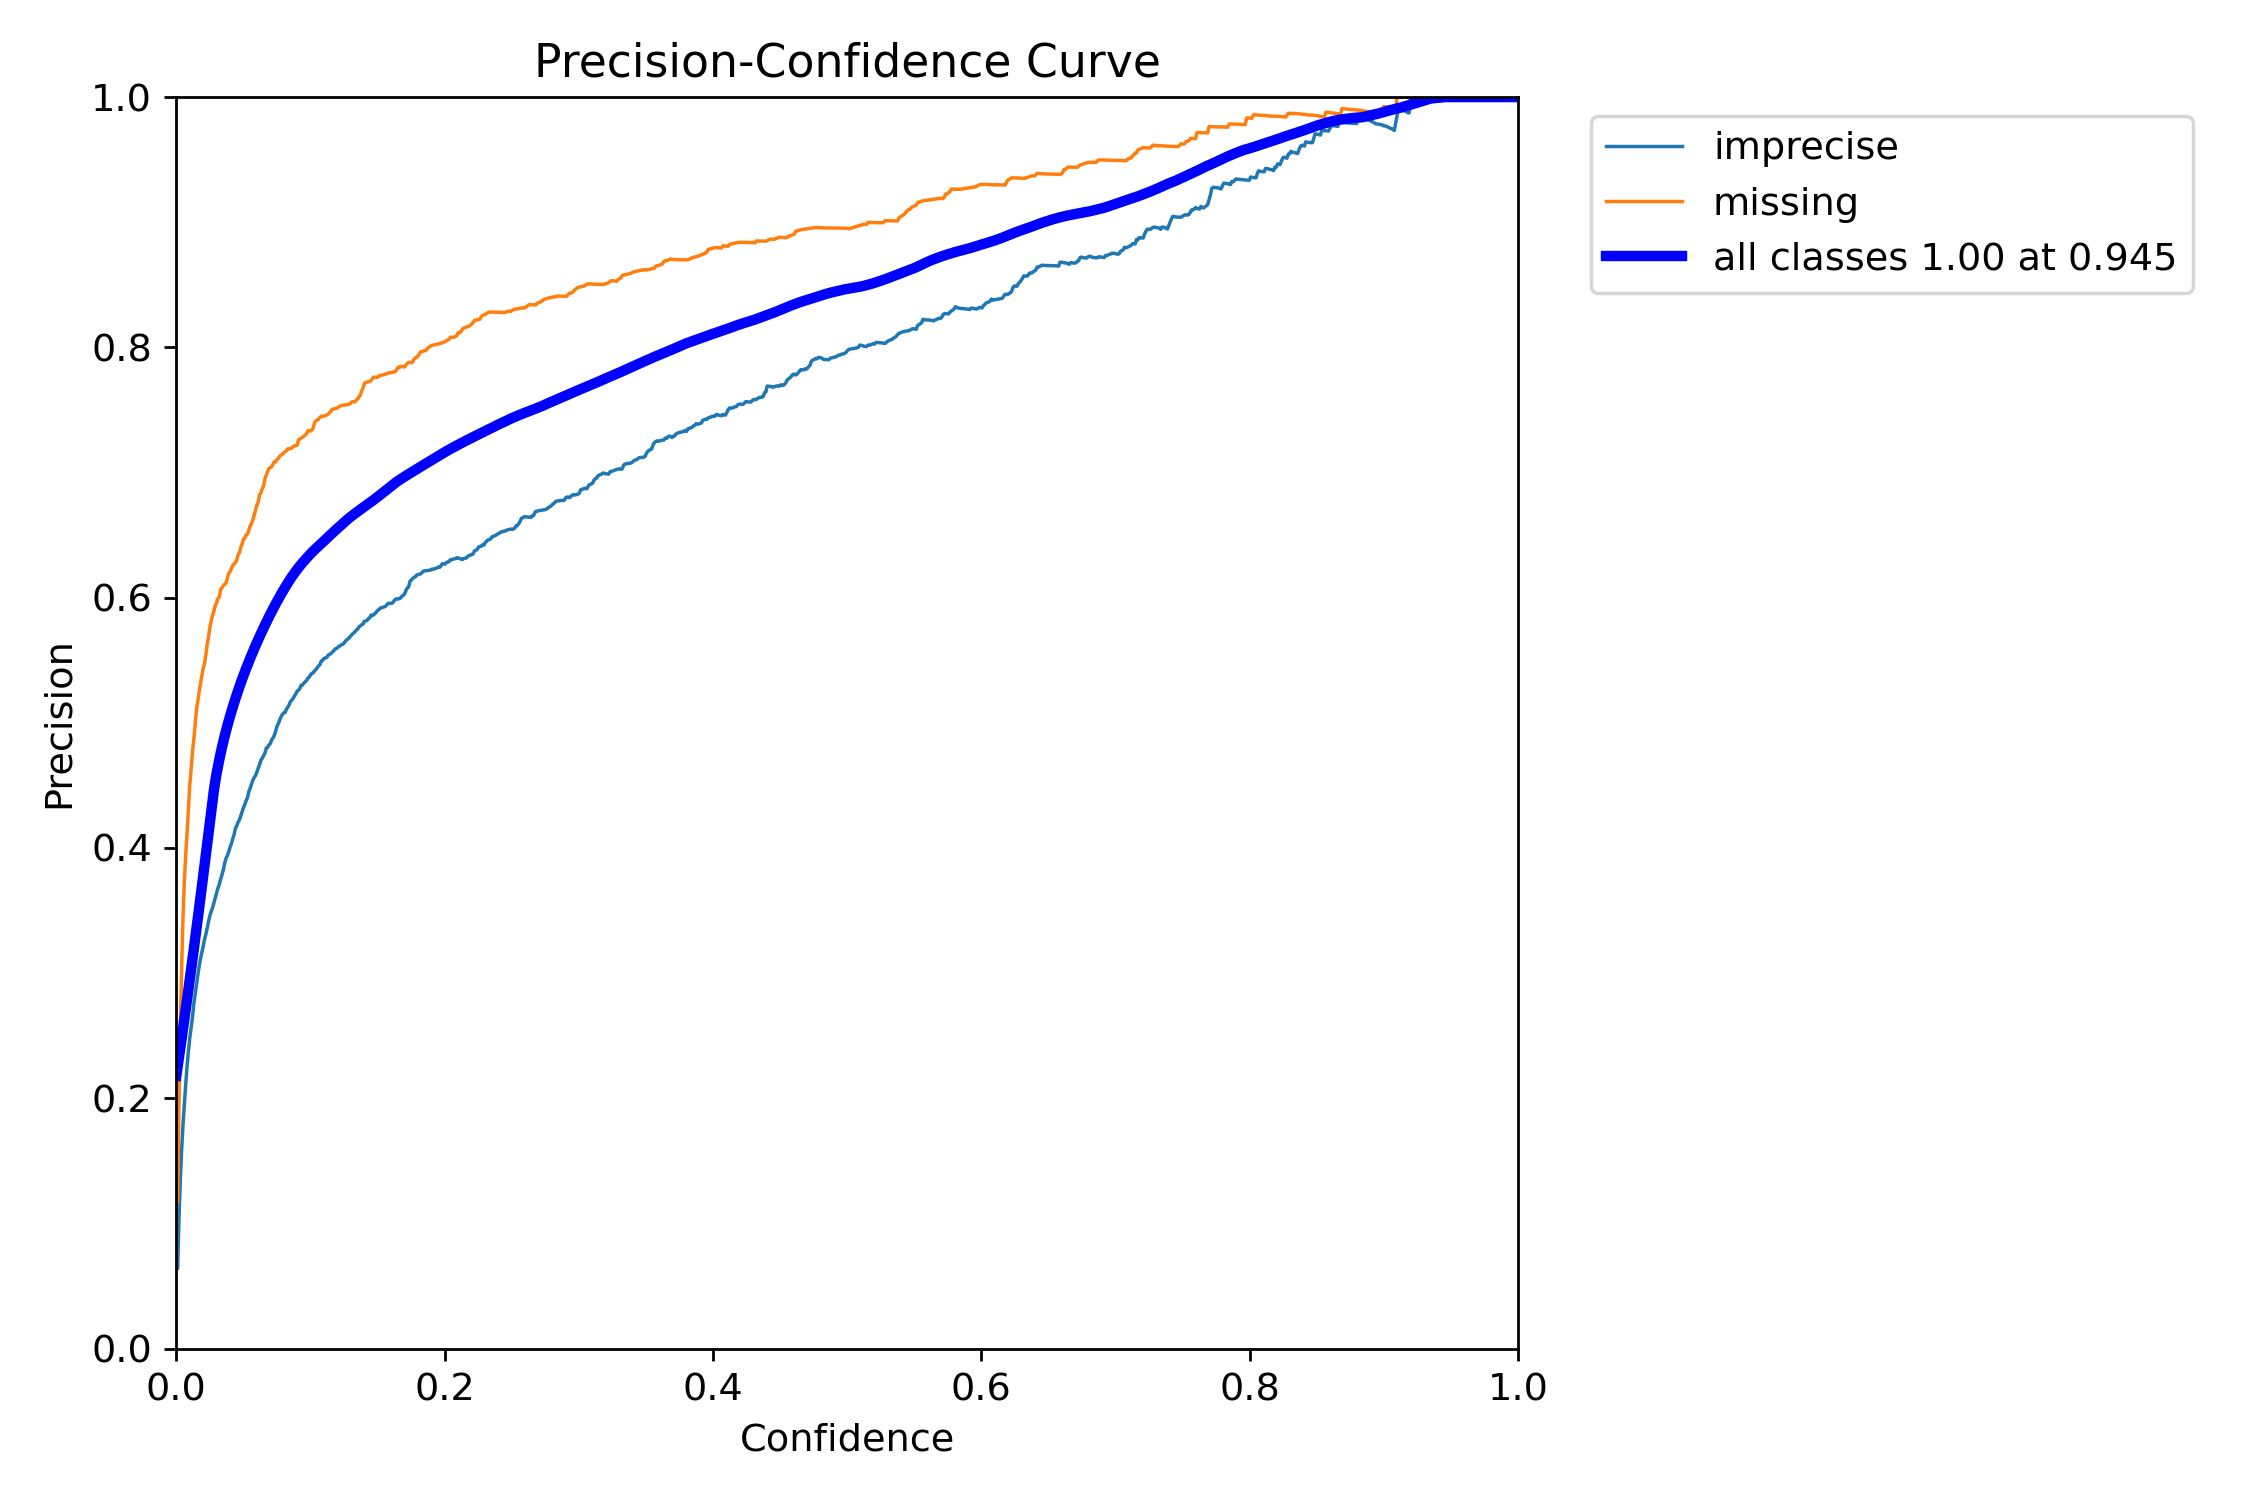 Precision-Confidence Curve
1.0
0.8
0.6
0.4
0.2
0.0
Precision
0.0 0.2 0.4 0.6 0.8 1.0
Confidence
imprecise
missing
all classes 1.00 at 0.945